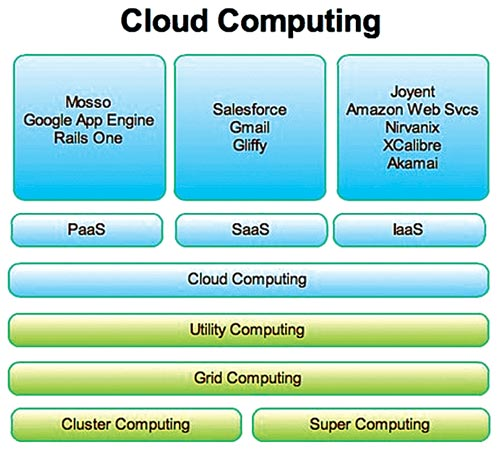 Cloud Computing
Mosso
Google App Engine
Rails One
Salesforce
Gmail
Gliffy
Joyent
Amazon Web Svcs
Nirvanix
XCalibre
Akamai
PaaS
SaaS
IaaS
Cloud Computing
Utility Computing
Grid Computing
Cluster Computing
Super Computing